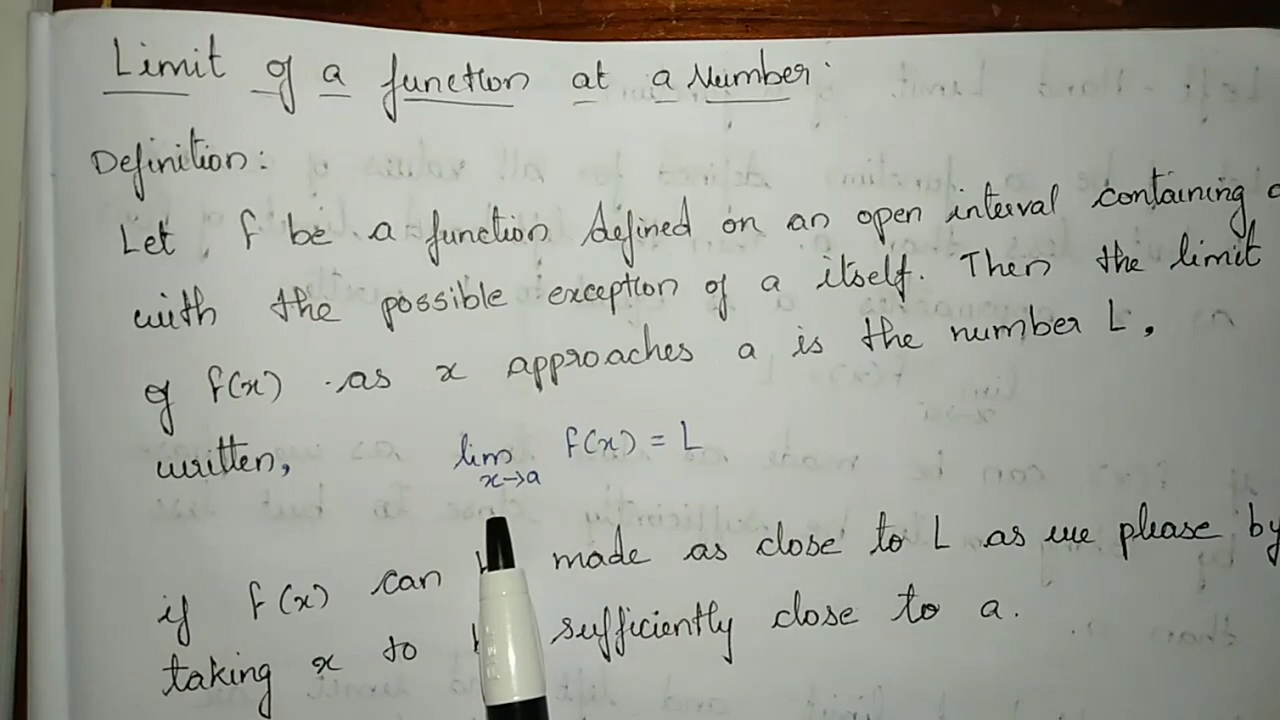 Limit of a function at a Number:
Definition:
Let f be a function defined on an open interval containing a
with the possible exception of a itself. Then the limit
of f(x) as x approaches a is the number L,
written, lim x→a f(x) = L
if f(x) can made as close to L as we please by
taking x to sufficiently close to a.